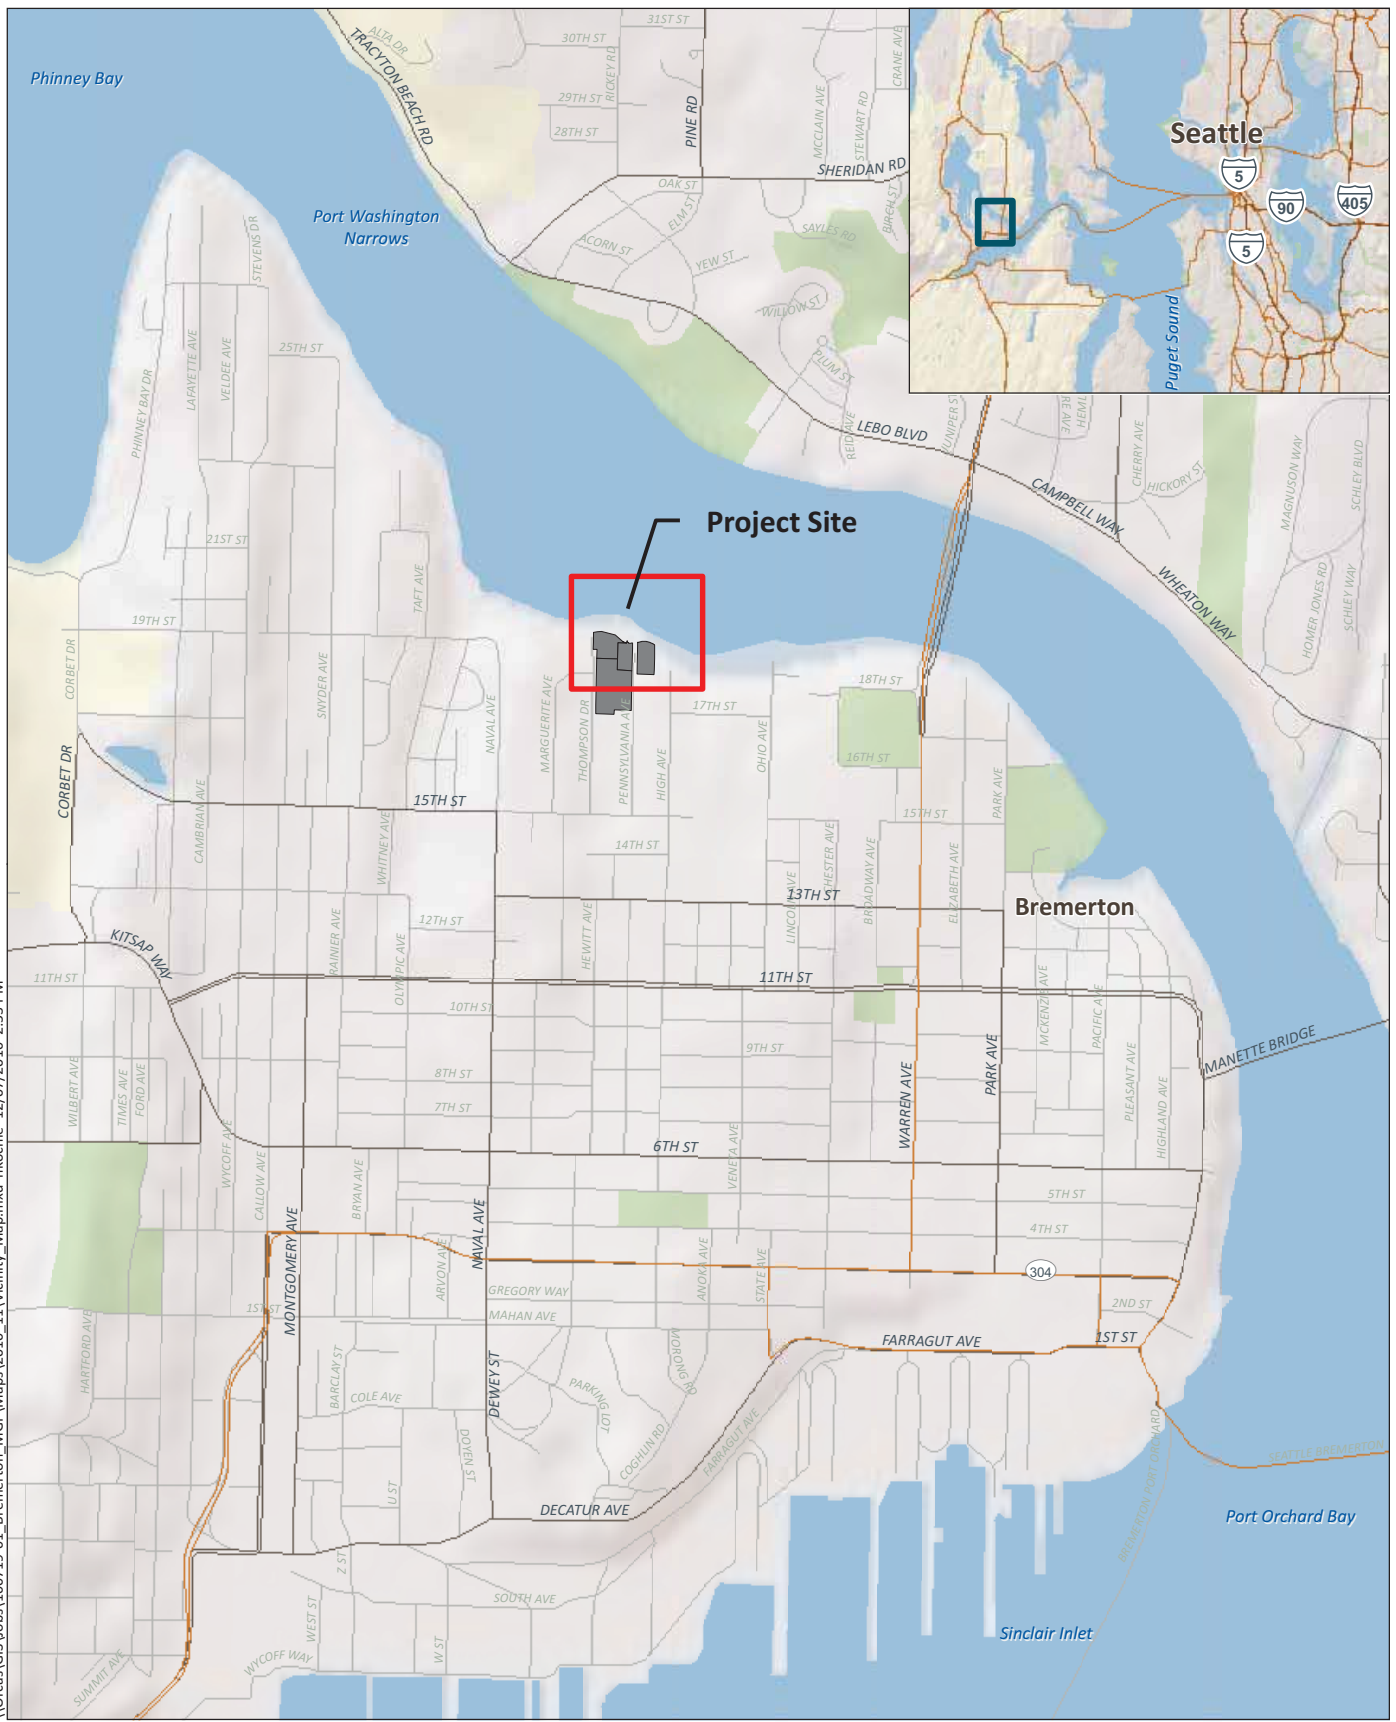 Phinney Bay
ALTA DR
TRACYTON BEACH RD
31ST ST
30TH ST
RICKEY RD
29TH ST
28TH ST
PINE RD
MCCLAIN AVE
STEWART RD
CRANE AVE
SHERIDAN RD
Seattle
5
90
405
5
Puget Sound
Port Washington
Narrows
OAK ST
ELM ST
ACORN ST
YEW ST
SAYLES RD
BIRCH ST
WILLOW ST
PLUM ST
REID AVE
LEBO BLVD
JUNIPER ST
CHERRY AVE
HICKORY ST
CAMPBELL WAY
MAGNUSON WAY
SCHLEY BLVD
WHEATON WAY
HOMER JONES RD
SCHLEY WAY
STEVENS DR
LAFAYETTE AVE
VELDEE AVE
25TH ST
PHINNEY BAY DR
21ST ST
TAFT AVE
19TH ST
CORBET DR
SNYDER AVE
NAVAL AVE
Project Site
MARGUERITE AVE
THOMPSON DR
PENNSYLVANIA AVE
HIGH AVE
17TH ST
OHIO AVE
18TH ST
16TH ST
15TH ST
PARK AVE
CORBET DR
CAMBRIAN AVE
15TH ST
WHITNEY AVE
14TH ST
CHESTER AVE
BROADWAY AVE
ELIZABETH AVE
LINCOLN AVE
13TH ST
Bremerton
KITSAP WAY
11TH ST
RAINIER AVE
12TH ST
OLYMPIC AVE
HEWITT AVE
11TH ST
10TH ST
MCKENZIE AVE
PACIFIC AVE
MANETTE BRIDGE
9TH ST
8TH ST
7TH ST
WARREN AVE
PARK AVE
PLEASANT AVE
HIGHLAND AVE
WILBERT AVE
TIMES AVE
FORD AVE
WYCOFF AVE
CALLOW AVE
BRYAN AVE
6TH ST
VENETA AVE
5TH ST
4TH ST
MONTGOMERY AVE
NAVAL AVE
ARVON AVE
ANOKA AVE
STATE AVE
304
GREGORY WAY
MAHAN AVE
1ST ST
2ND ST
FARRAGUT AVE
1ST ST
HARTFORD AVE
BARCLAY ST
COLE AVE
DEWEY ST
DOYEN ST
PARKING LOT
MORONG RD
COGHLIN RD
FARRAGUT AVE
U ST
DECATUR AVE
BREMERTON PORT ORCHARD
SEATTLE BREMERTON
Port Orchard Bay
Z ST
SOUTH AVE
WEST ST
W ST
WYCOFF WAY
SUMMIT AVE
Sinclair Inlet